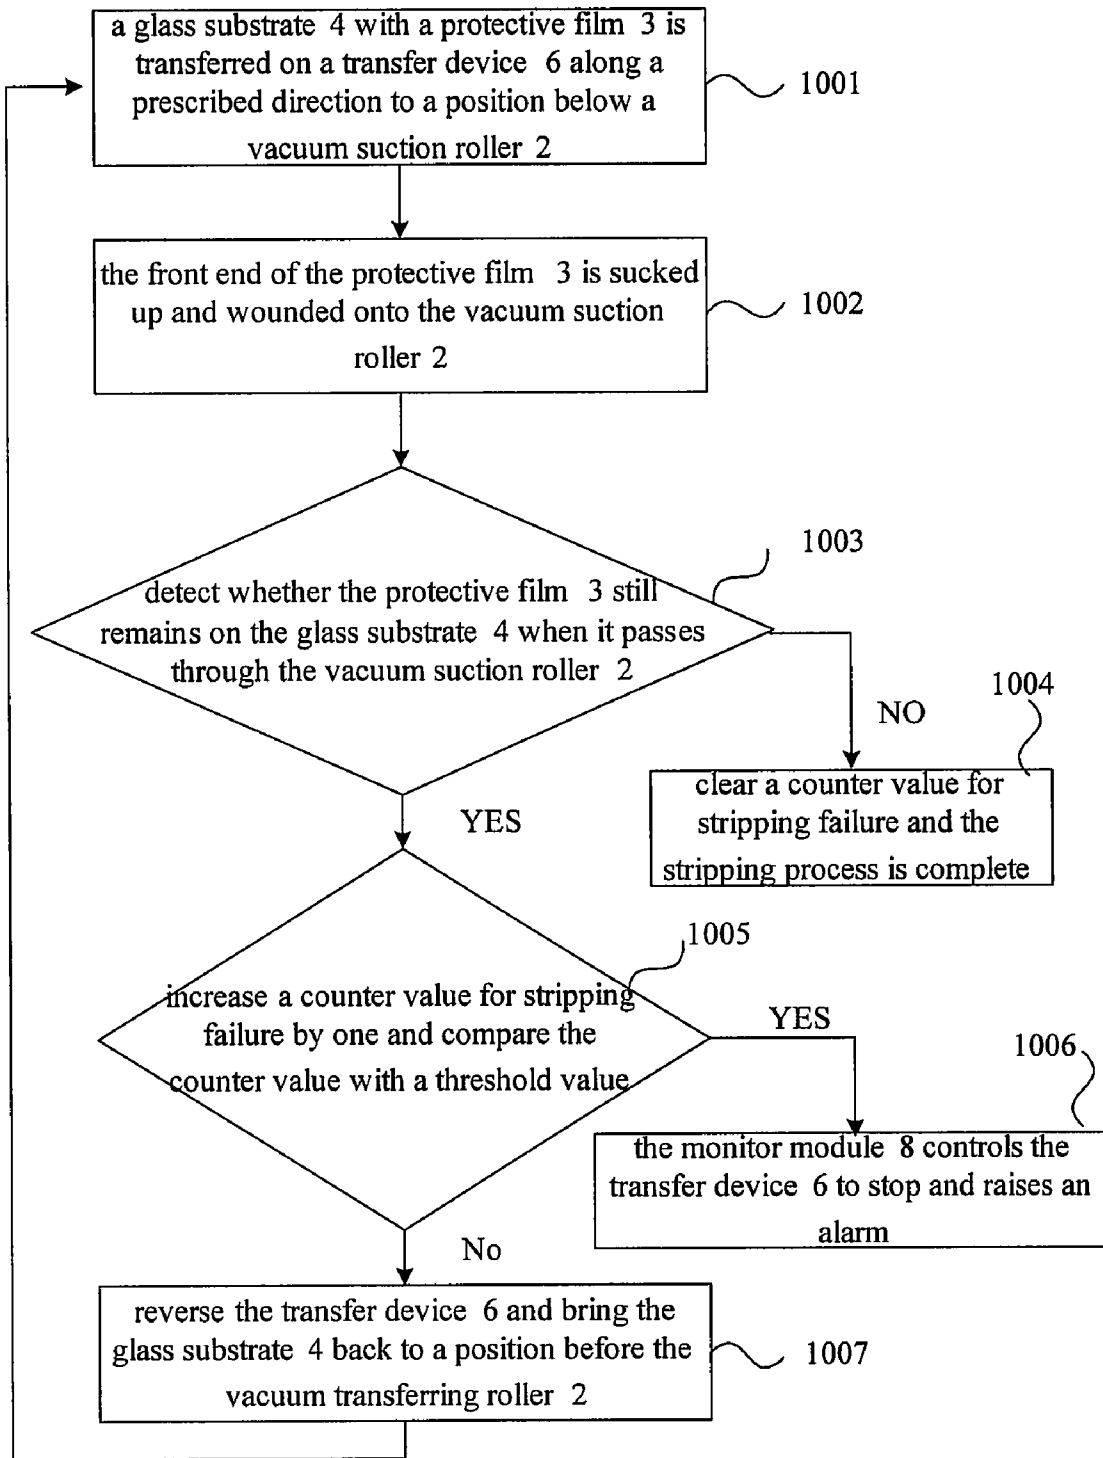 a glass substrate 4 with a protective film 3 is
transferred on a transfer device 6 along a
prescribed direction to a position below a
vacuum suction roller 2
1001
the front end of the protective film 3 is sucked
up and wounded onto the vacuum suction
roller 2
1002
1003
detect whether the protective film 3 still
remains on the glass substrate 4 when it passes
through the vacuum suction roller 2
NO
1004
clear a counter value for
stripping failure and the
stripping process is complete
YES
1005
increase a counter value for stripping
failure by one and compare the
counter value with a threshold value
YES
1006
the monitor module 8 controls the
transfer device 6 to stop and raises an
alarm
No
reverse the transfer device 6 and bring the
glass substrate 4 back to a position before the
vacuum transferring roller 2
1007